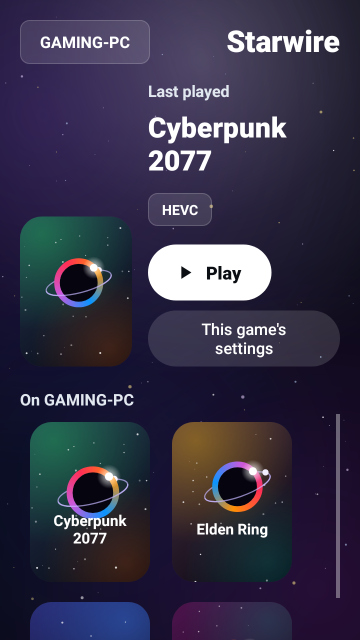 GAMING-PC
Starwire
Last played
Cyberpunk
2077
HEVC
Play
This game's
settings
On GAMING-PC
Cyberpunk
2077
Elden Ring